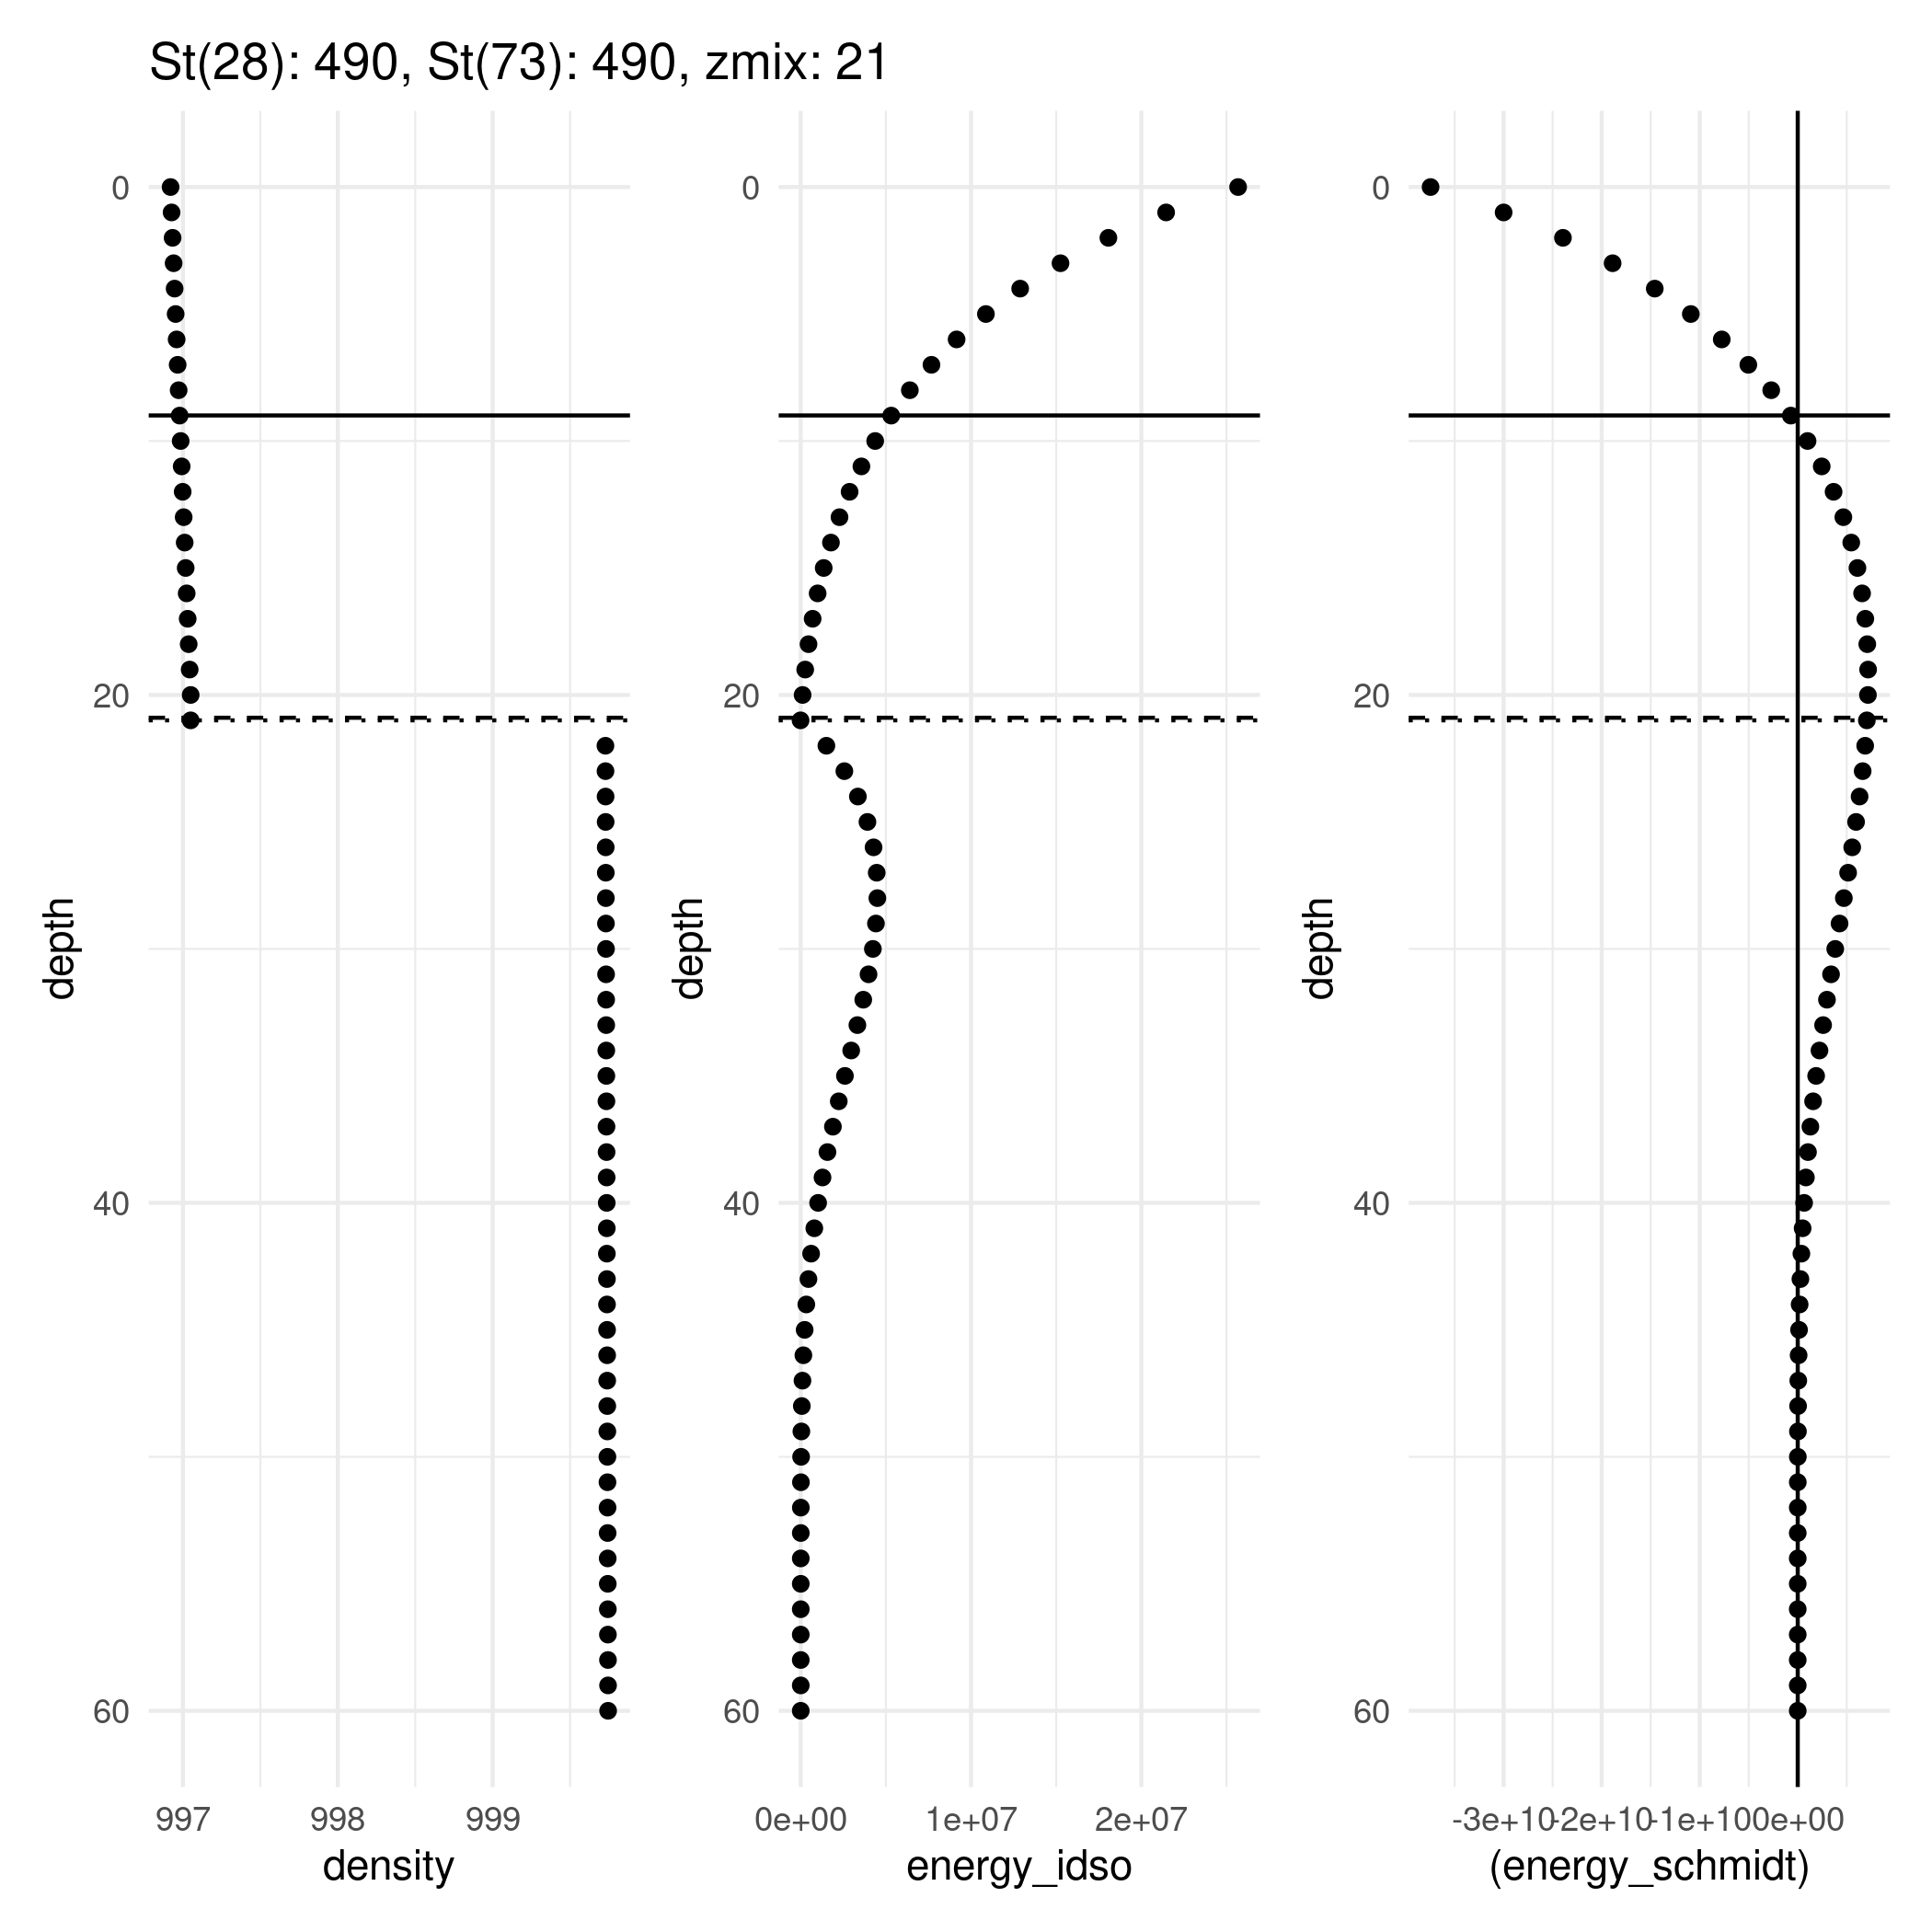 St(28): 490, St(73): 490, zmix: 21
0
20
40
60
depth
997 998 999
density
0
20
40
60
depth
0e+00 1e+07 2e+07
energy_idso
0
20
40
60
depth
-3e+10 -2e+10 -1e+10 0e+00
(energy_schmidt)